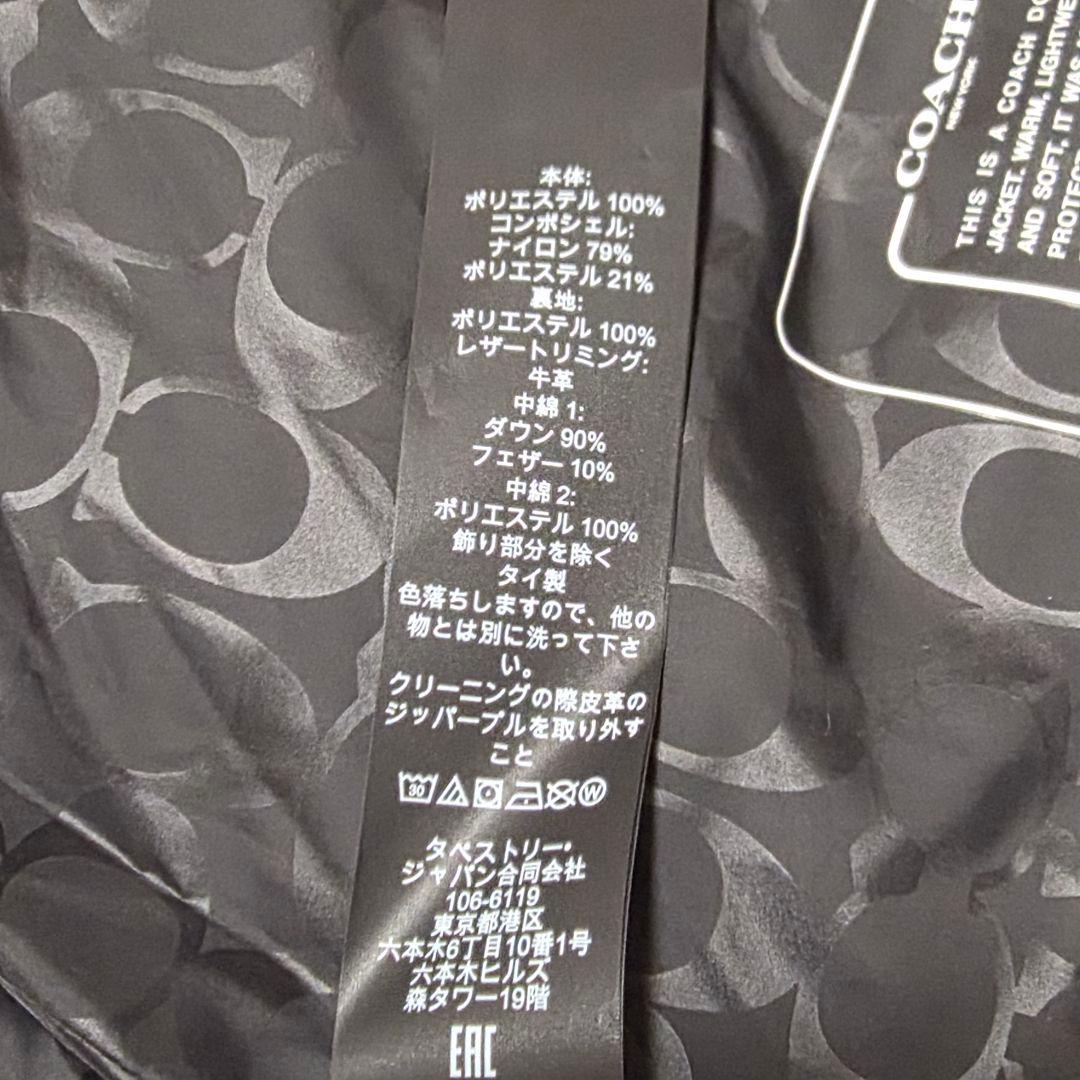 本体:
ポリエステル 100%
コンポシェル:
ナイロン 79%
ポリエステル 21%
裏地:
ポリエステル 100%
レザートリミング:
牛革
中綿 1:
ダウン 90%
フェザー 10%
中綿 2:
ポリエステル 100%
飾り部分を除く
タイ製
色落ちしますので、他の
物とは別に洗って下さ
い。
クリーニングの際皮革の
ジッパープルを取り外す
こと
30
W
タペストリー・
ジャパン合同会社
106-6119
東京都港区
六本木6丁目10番1号
六本木ヒルズ
森タワー19階
EAC
COACH
NEW YORK
THIS IS A COACH
JACKET. WARM, LIGHTWE
AND SOFT, IT WAS
PROTEC